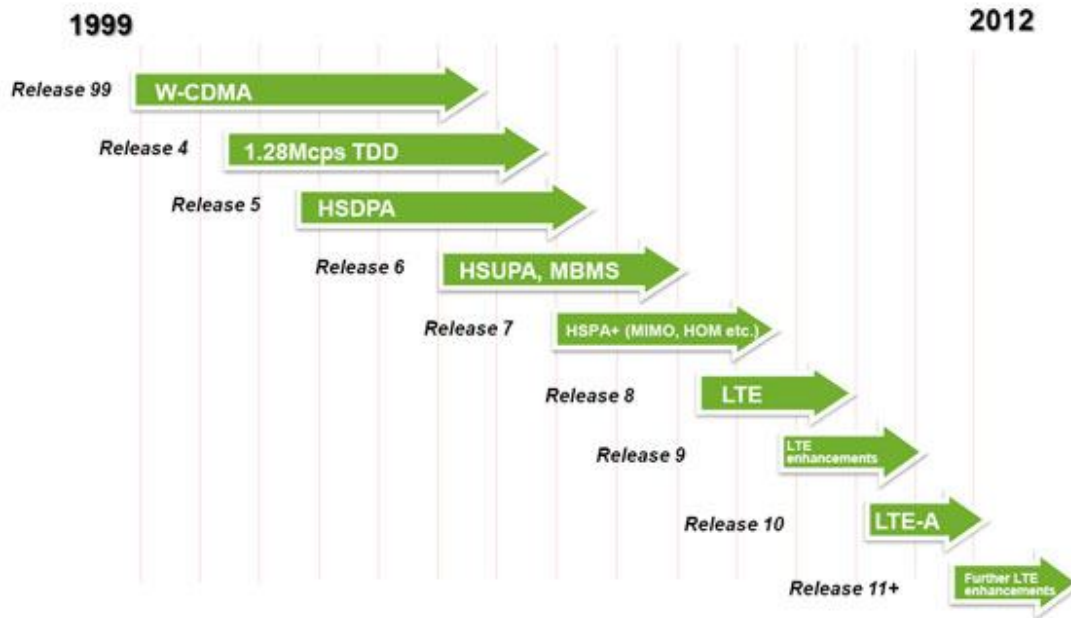 1999
2012
Release 99
W-CDMA
Release 4
1.28Mcps TDD
Release 5
HSDPA
Release 6
HSUPA, MBMS
Release 7
HSPA+ (MIMO, HOM etc.)
Release 8
LTE
Release 9
LTE
enhancements
Release 10
LTE-A
Release 11+
Further LTE
enhancements